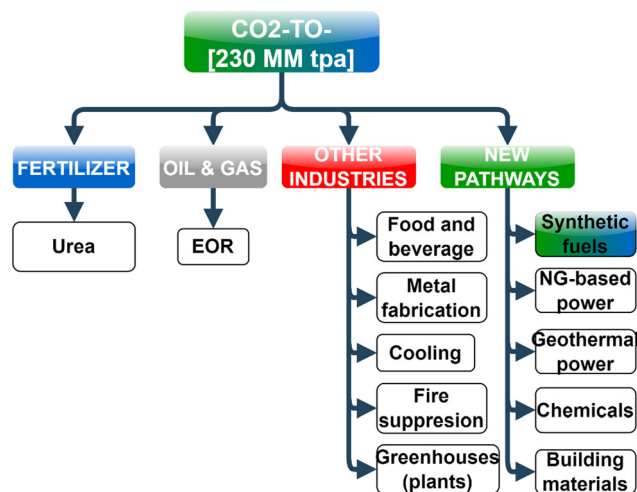 CO2-TO-
[230 MM tpa]
FERTILIZER
OIL & GAS
OTHER
INDUSTRIES
NEW
PATHWAYS
Urea
EOR
Food and
beverage
Metal
fabrication
Cooling
Fire
suppresion
Greenhouses
(plants)
Synthetic
fuels
NG-based
power
Geothermal
power
Chemicals
Building
materials